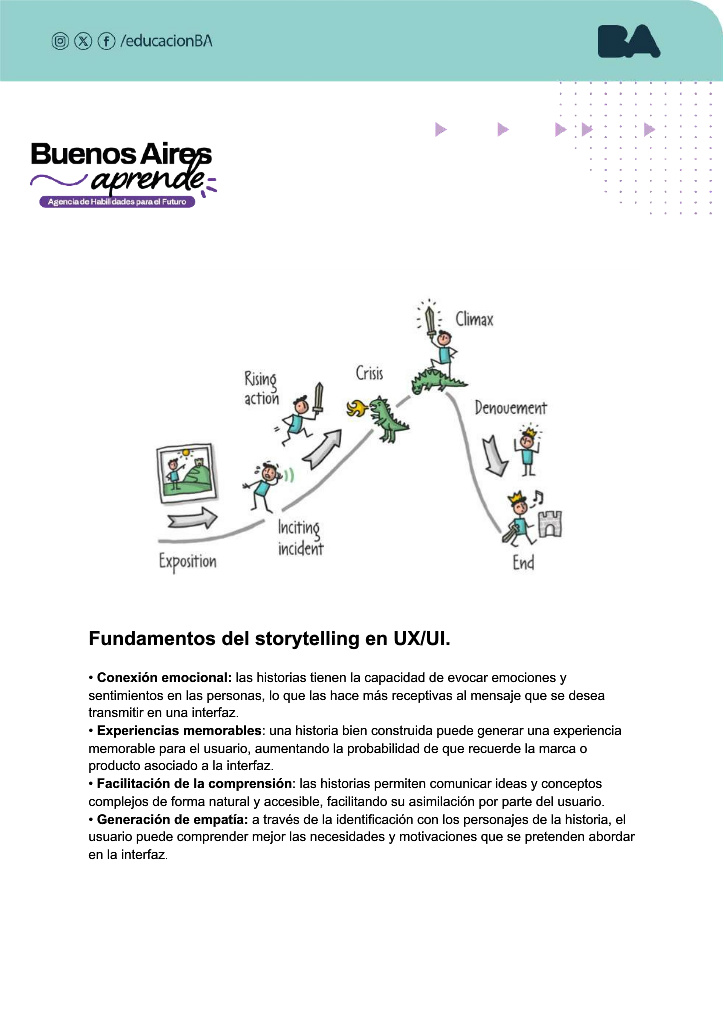 /educacionBA
BA
Buenos Aires
aprende
Agencia de Habilidades para el Futuro
Climax
Crisis
Rising
action
Denouement
Inciting
incident
Exposition
End
Fundamentos del storytelling en UX/UI.
• Conexión emocional: las historias tienen la capacidad de evocar emociones y
sentimientos en las personas, lo que las hace más receptivas al mensaje que se desea
transmitir en una interfaz.
• Experiencias memorables: una historia bien construida puede generar una experiencia
memorable para el usuario, aumentando la probabilidad de que recuerde la marca o
producto asociado a la interfaz.
• Facilitación de la comprensión: las historias permiten comunicar ideas y conceptos
complejos de forma natural y accesible, facilitando su asimilación por parte del usuario.
• Generación de empatía: a través de la identificación con los personajes de la historia, el
usuario puede comprender mejor las necesidades y motivaciones que se pretenden abordar
en la interfaz.